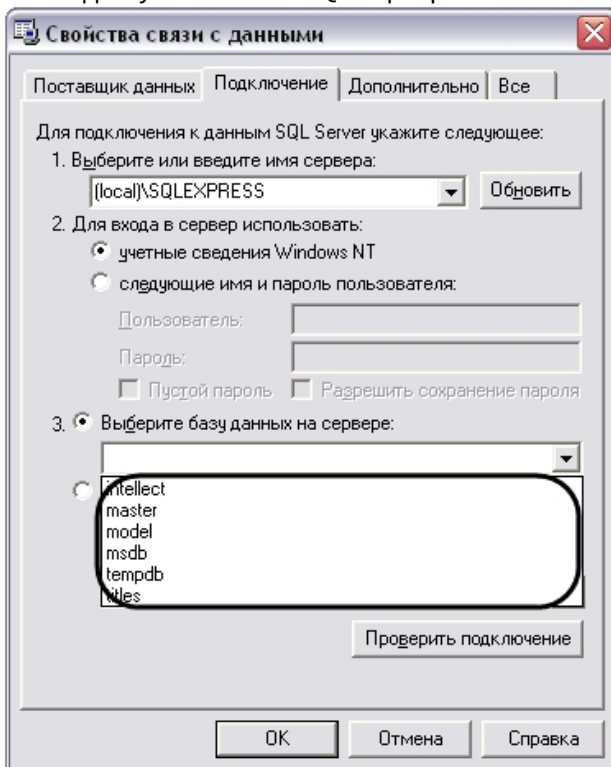 Свойства связи с данными
Поставщик данных Подключение Дополнительно Все
Для подключения к данным SQL Server укажите следующее:
1. Выберите или введите имя сервера:
(local)\SQLEXPRESS Обновить
2. Для входа в сервер использовать:
учетные сведения Windows NT
следующие имя и пароль пользователя:
Пользователь:
Пароль:
Пустой пароль Разрешить сохранение пароля
3. Выберите базу данных на сервере:
intellect
master
model
msdb
tempdb
titles
Проверить подключение
OK Отмена Справка